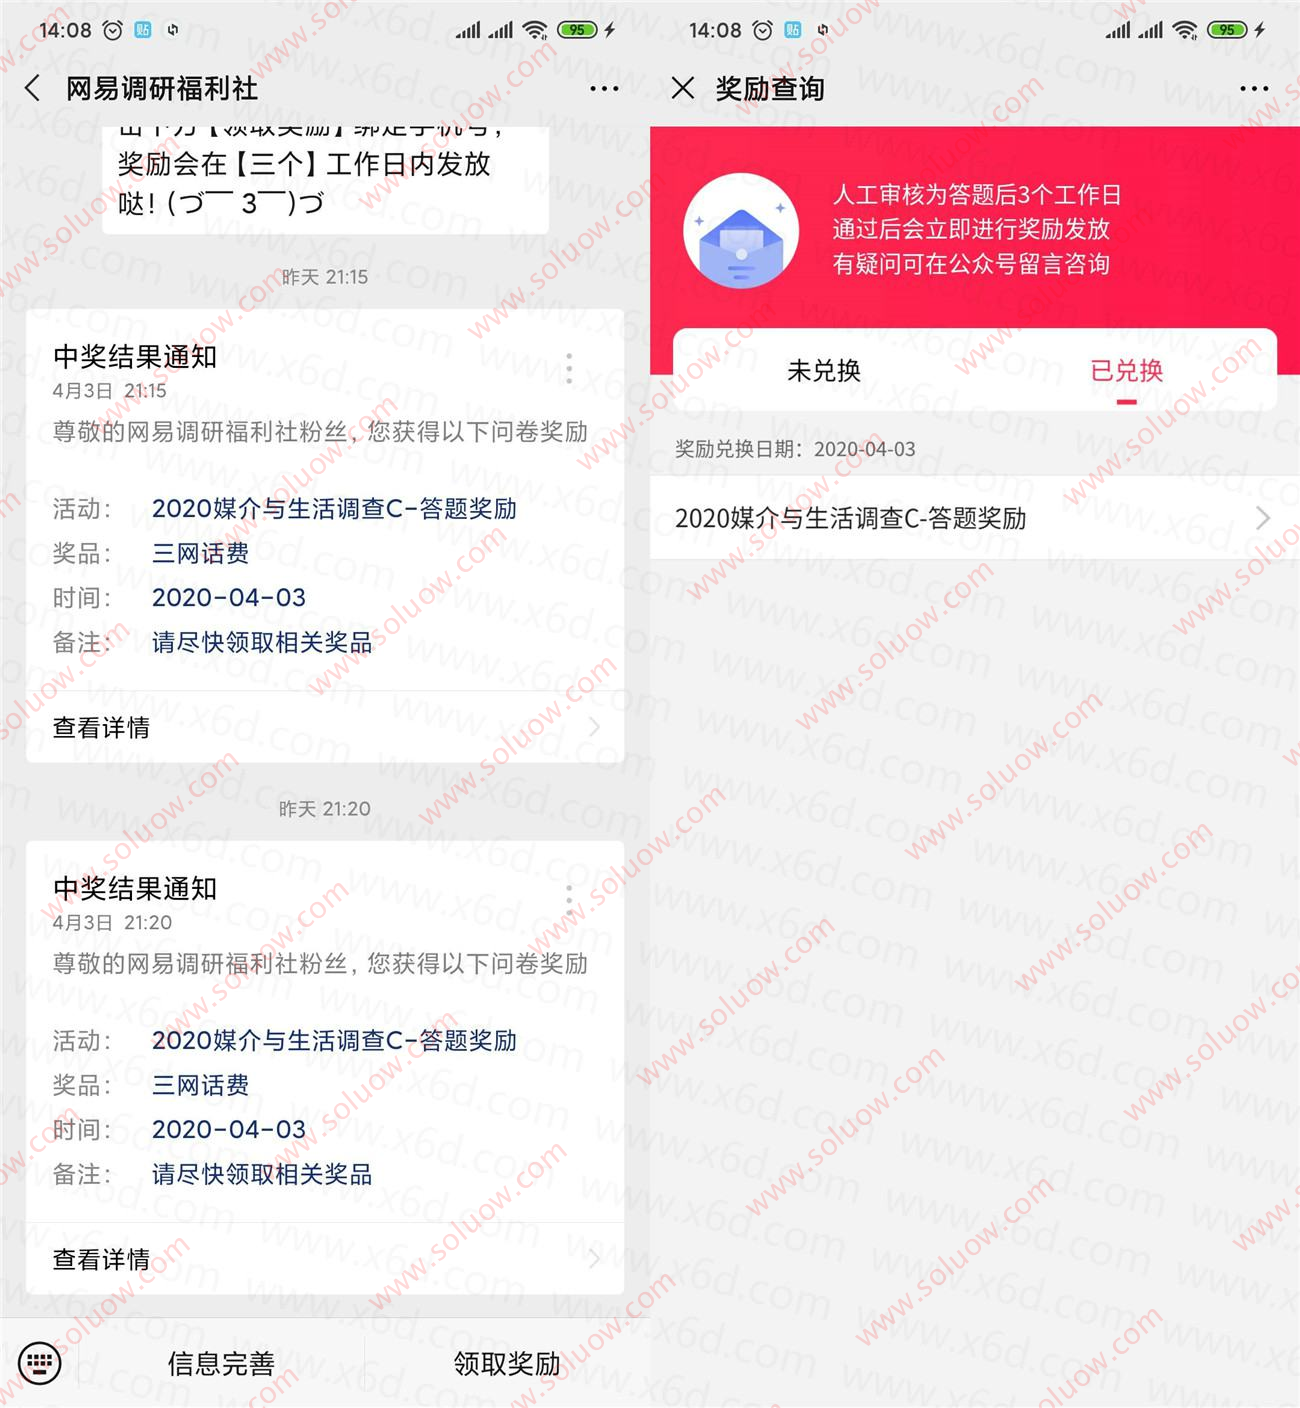 14:08
95
网易调研福利社
奖励会在【三个】工作日内发放
哒！(づ￣ 3￣)づ
昨天 21:15
中奖结果通知
4月3日 21:15
尊敬的网易调研福利社粉丝，您获得以下问卷奖励
活动： 2020媒介与生活调查C-答题奖励
奖品： 三网话费
时间： 2020-04-03
备注： 请尽快领取相关奖品
查看详情
昨天 21:20
中奖结果通知
4月3日 21:20
尊敬的网易调研福利社粉丝，您获得以下问卷奖励
活动： 2020媒介与生活调查C-答题奖励
奖品： 三网话费
时间： 2020-04-03
备注： 请尽快领取相关奖品
查看详情
信息完善
领取奖励
14:08
95
奖励查询
人工审核为答题后3个工作日
通过后会立即进行奖励发放
有疑问可在公众号留言咨询
未兑换
已兑换
奖励兑换日期：2020-04-03
2020媒介与生活调查C-答题奖励
www.soluow.com
www.x6d.com